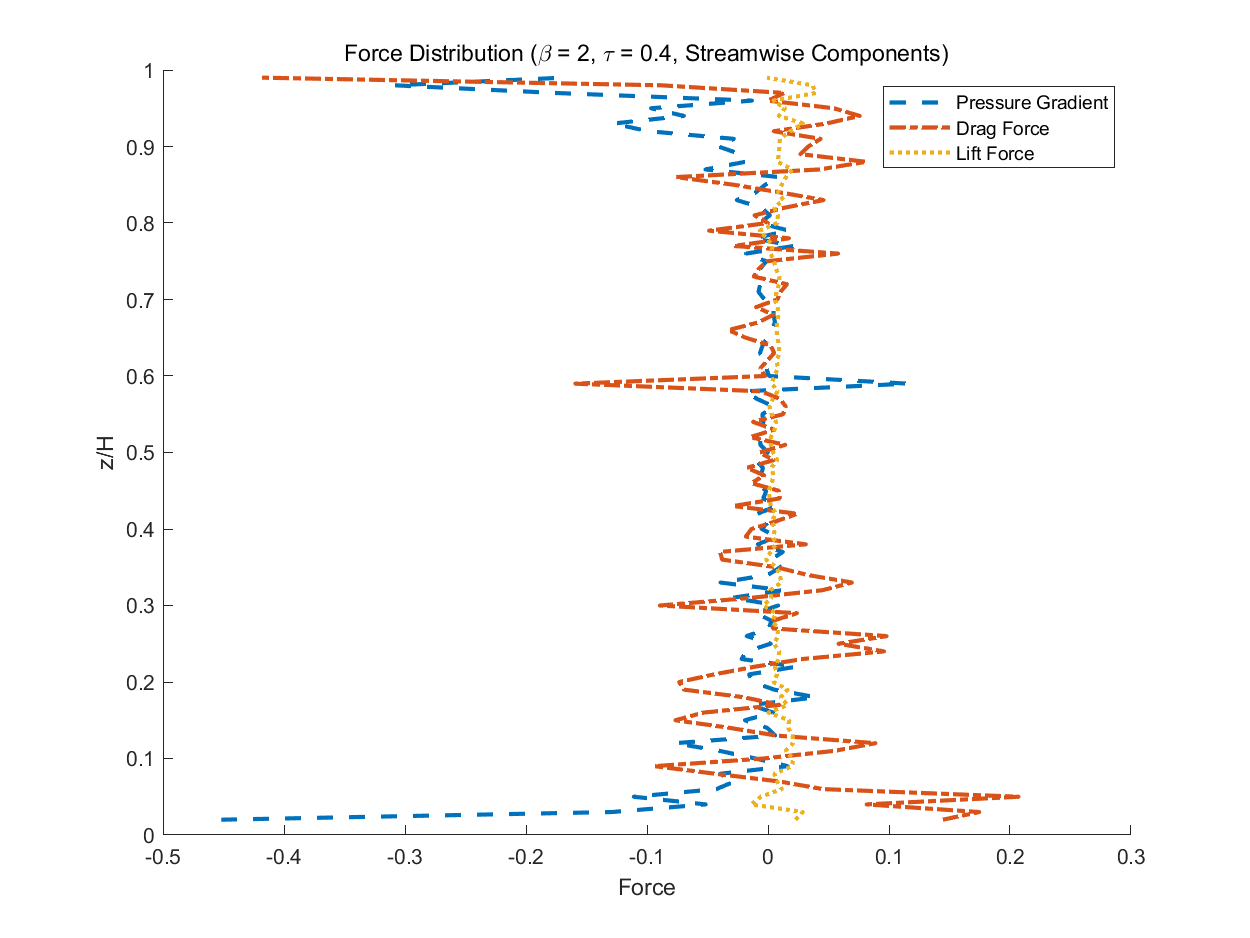 Force Distribution (β = 2, τ = 0.4, Streamwise Components)
Pressure Gradient
Drag Force
Lift Force
1
0.9
0.8
0.7
0.6
0.5
0.4
0.3
0.2
0.1
0
z/H
-0.5 -0.4 -0.3 -0.2 -0.1 0 0.1 0.2 0.3
Force